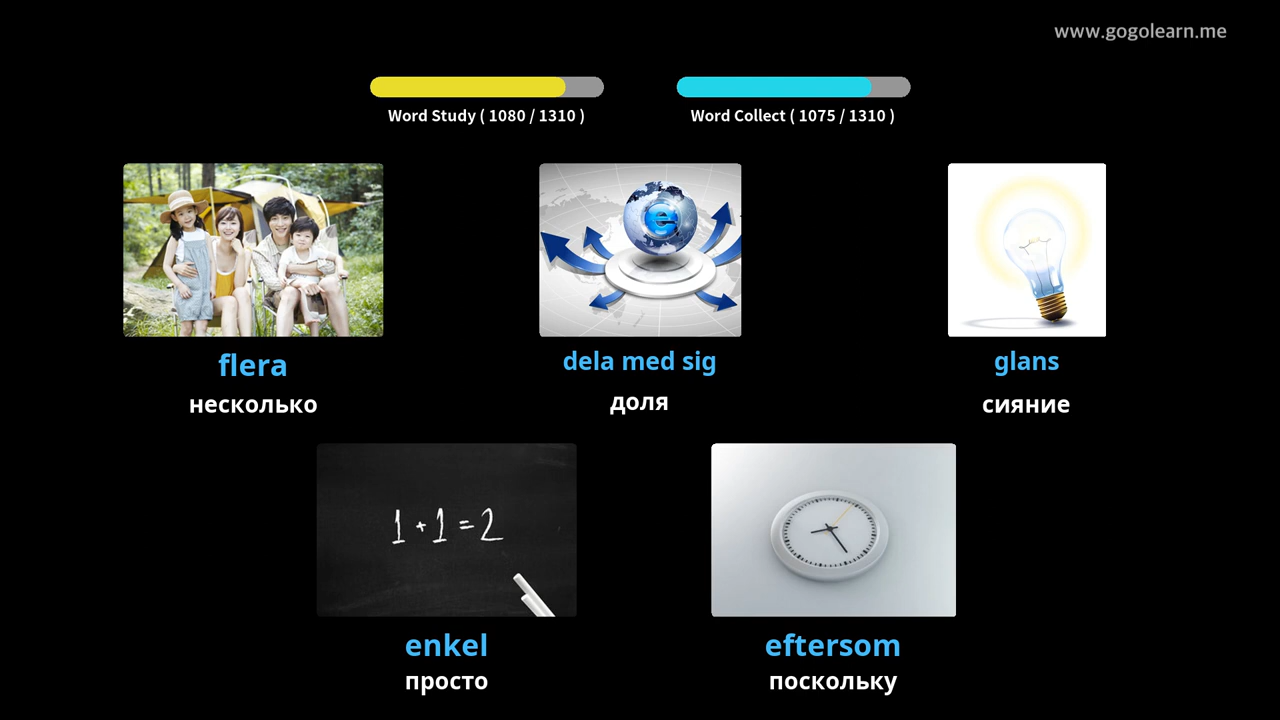 www.gogolearn.me
Word Study ( 1080 / 1310 )
Word Collect ( 1075 / 1310 )
e
flera
dela med sig
glans
несколько
доля
сияние
1 + 1 = 2
enkel
eftersom
просто
поскольку